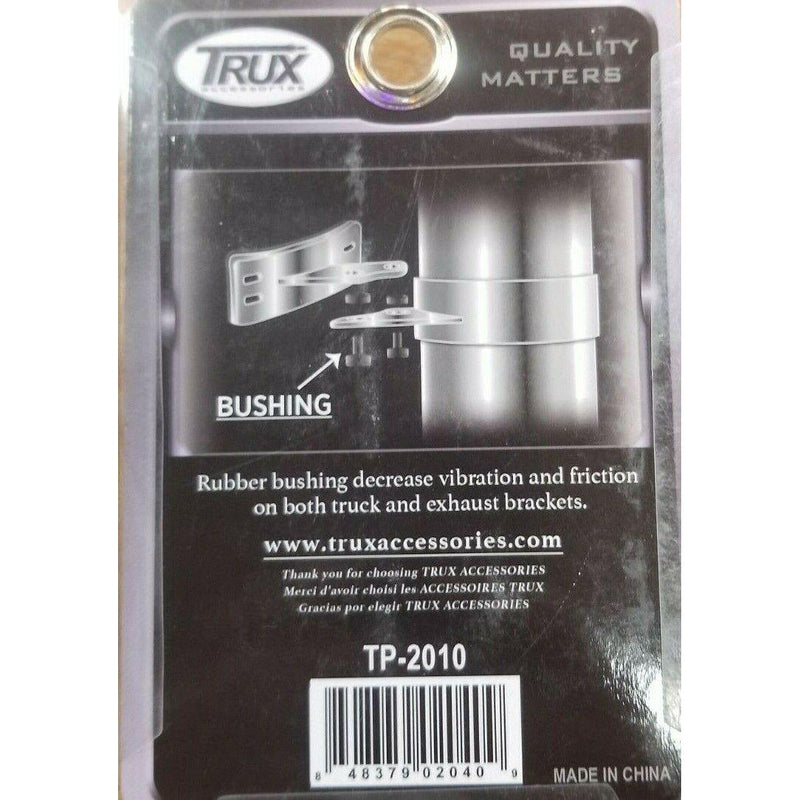 TRUX
accessories
QUALITY
MATTERS
BUSHING
Rubber bushing decrease vibration and friction
on both truck and exhaust brackets.
www.truxaccessories.com
Thank you for choosing TRUX ACCESSORIES
Merci d'avoir choisi les ACCESSOIRES TRUX
Gracias por elegir TRUX ACCESSORIES
TP-2010
8 48379 02040 9
MADE IN CHINA